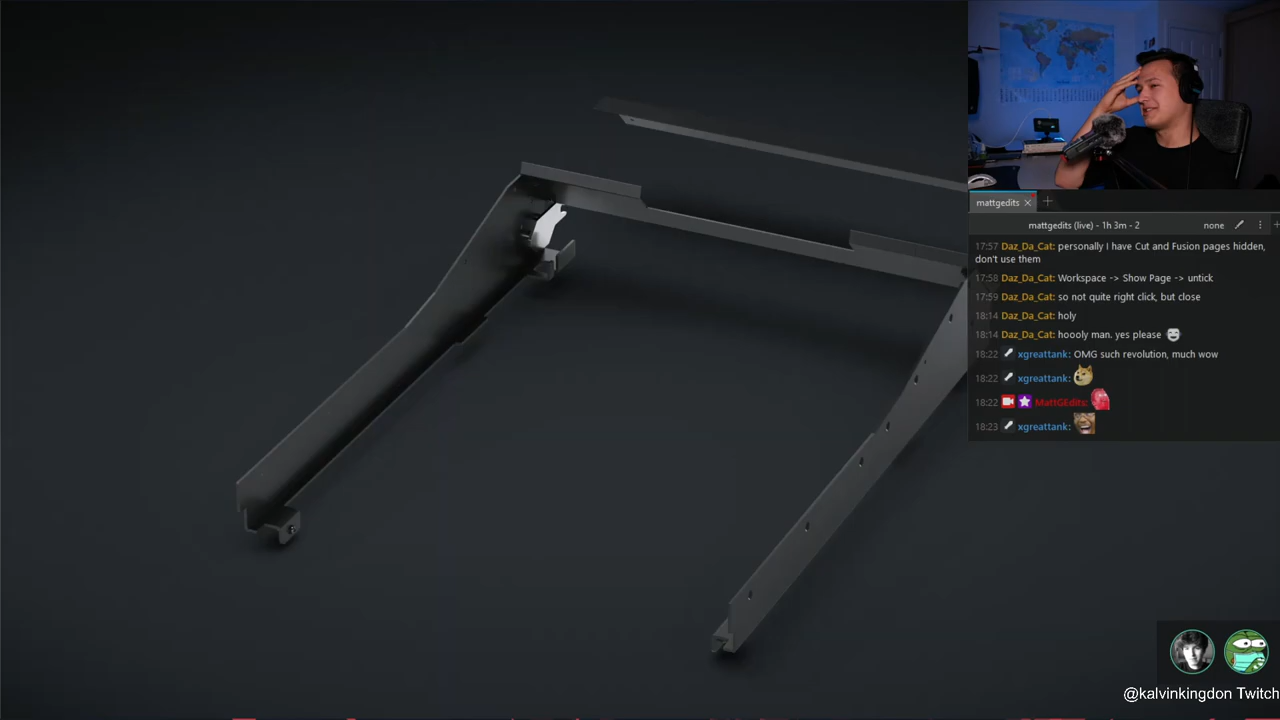 mattgedits
mattgedits (live) - 1h 3m - 2
none
17:57 Daz_Da_Cat: personally I have Cut and Fusion pages hidden,
don't use them
17:58 Daz_Da_Cat: Workspace -> Show Page -> untick
17:59 Daz_Da_Cat: so not quite right click, but close
18:14 Daz_Da_Cat: holy
18:14 Daz_Da_Cat: hoooly man. yes please
18:22 xgreattank: OMG such revolution, much wow
18:22 xgreattank:
18:22 MattGEdits:
18:23 xgreattank:
@kalvinkingdon Twitch